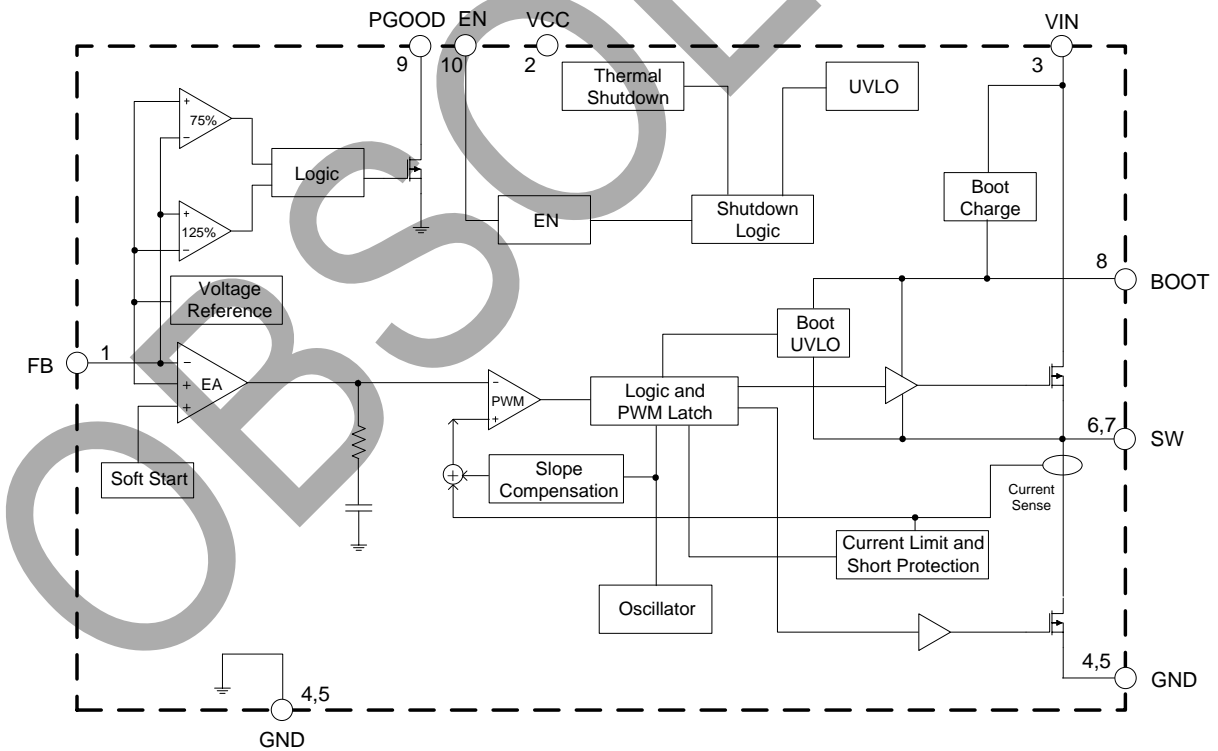 PGOOD EN VCC VIN
9 10 2 3
Thermal
Shutdown
UVLO
+
75%
−
Logic
Boot
Charge
+
125%
−
EN
Shutdown
Logic
8
BOOT
Voltage
Reference
Boot
UVLO
FB
1
−
EA
+
+
−
PWM
+
Logic and
PWM Latch
6,7
SW
Soft Start
+
Slope
Compensation
Current
Sense
Current Limit and
Short Protection
Oscillator
4,5
GND
4,5
GND
OBSOL